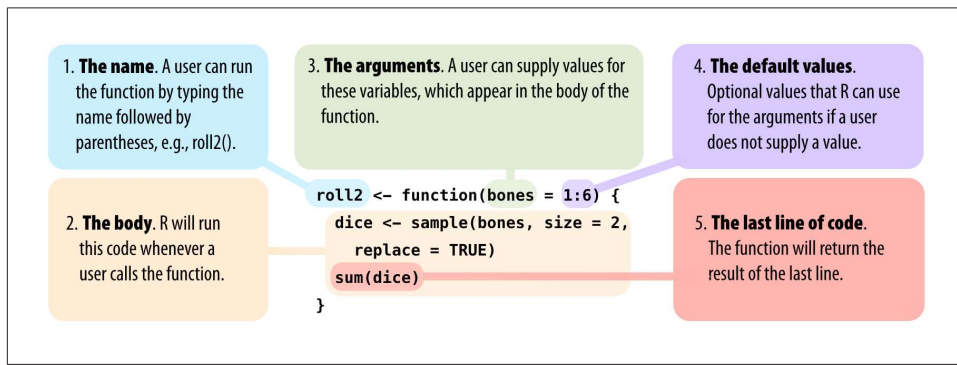 1. The name. A user can run
the function by typing the
name followed by
parentheses, e.g., roll2().
3. The arguments. A user can supply values for
these variables, which appear in the body of the
function.
4. The default values.
Optional values that R can use
for the arguments if a user
does not supply a value.
2. The body. R will run
this code whenever a
user calls the function.
roll2 <- function(bones = 1:6) {
dice <- sample(bones, size = 2,
replace = TRUE)
sum(dice)
}
5. The last line of code.
The function will return the
result of the last line.